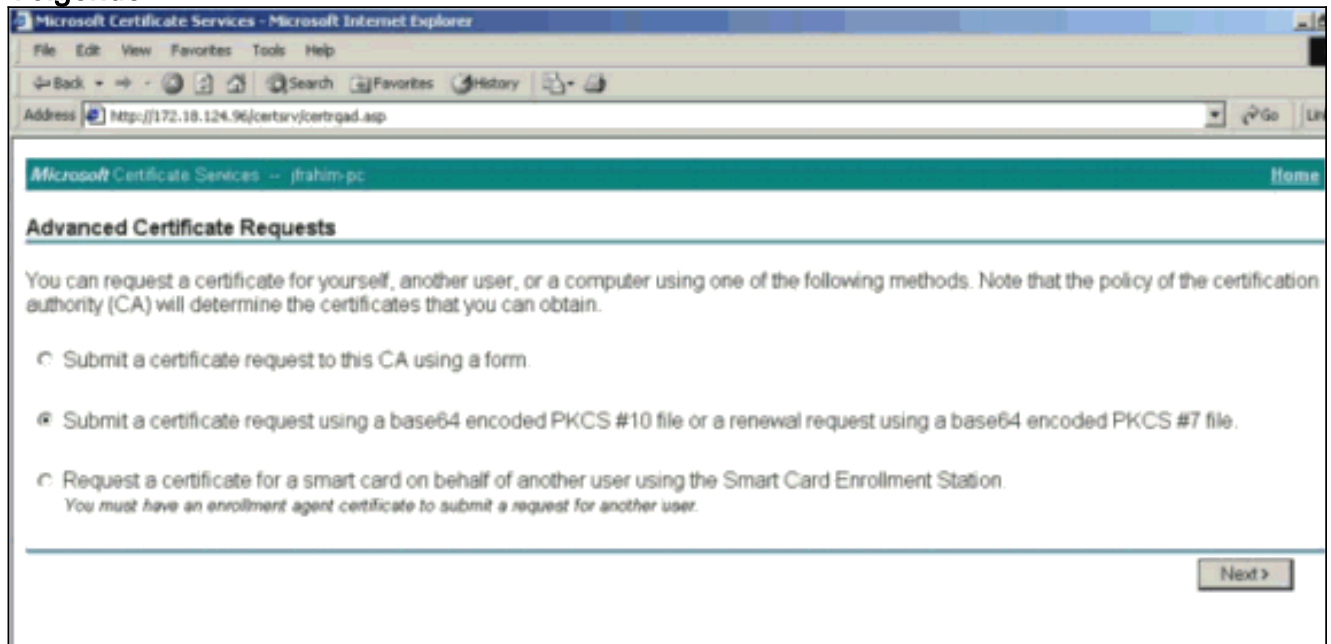 Microsoft Certificate Services - Microsoft Internet Explorer
File Edit View Favorites Tools Help
Back Search Favorites History
Address http://172.18.124.96/certsrv/certrqad.asp Go
Microsoft Certificate Services -- jfrahim-pc Home
Advanced Certificate Requests
You can request a certificate for yourself, another user, or a computer using one of the following methods. Note that the policy of the certification
authority (CA) will determine the certificates that you can obtain.
Submit a certificate request to this CA using a form.
Submit a certificate request using a base64 encoded PKCS #10 file or a renewal request using a base64 encoded PKCS #7 file.
Request a certificate for a smart card on behalf of another user using the Smart Card Enrollment Station.
You must have an enrollment agent certificate to submit a request for another user.
Next >